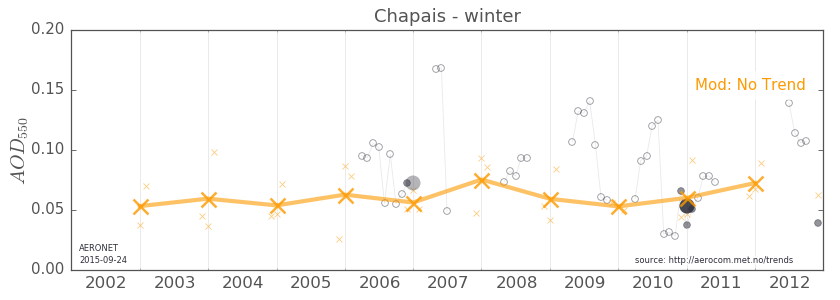 Chapais - winter
0.20
0.15
0.10
0.05
0.00
AOD550
Mod: No Trend
AERONET
2015-09-24
source: http://aerocom.met.no/trends
2002 2003 2004 2005 2006 2007 2008 2009 2010 2011 2012